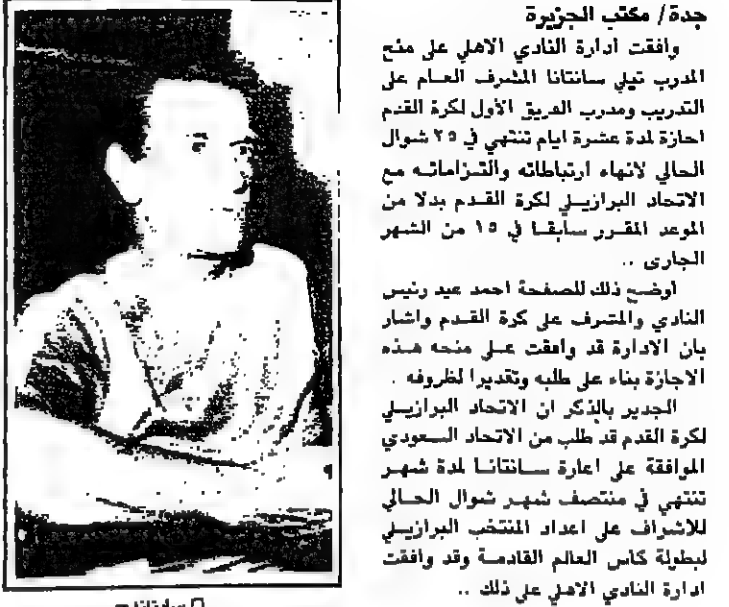 جدة/ مكتب الجزيرة
وافقت ادارة النادي الاهلي على منح
المدرب تيلي سانتانا المشرف العام على
التدريب ومدرب الفريق الأول لكرة القدم
اجازة لمدة عشرة ايام تنتهي في ٢٥ شوال
الحالي لانهاء ارتباطاته والتزاماته مع
الاتحاد البرازيلي لكرة القدم بدلا من
الموعد المقرر سابقا في ١٥ من الشهر
الجارى ..
اوضح ذلك للصفحة احمد عيد رئيس
النادي والمشرف على كرة القدم واشار
بان الادارة قد وافقت على منحه هذه
الاجازة بناء على طلبه وتقديرا لظروفه .
الجدير بالذكر ان الاتحاد البرازيلي
لكرة القدم قد طلب من الاتحاد السعودي
الموافقة على اعارة سانتانا لمدة شهر
تنتهي في منتصف شهر شوال الحالي
للاشراف على اعداد المنتخب البرازيلي
لبطولة كاس العالم القادمة وقد وافقت
ادارة النادي الاهلي على ذلك ..